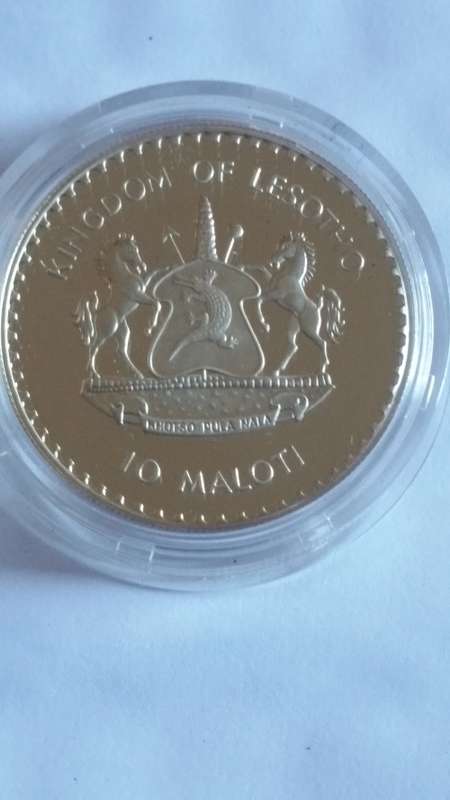 KINGDOM OF LESOTHO
KHOTSO PULA NALA
10 MALOTI